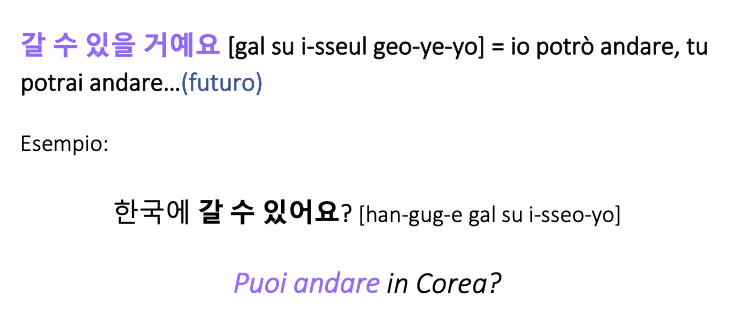 갈 수 있을 거예요 [gal su i-sseul geo-ye-yo] = io potrò andare, tu
potrai andare...(futuro)
Esempio:
한국에 갈 수 있어요? [han-gug-e gal su i-sseo-yo]
Puoi andare in Corea?